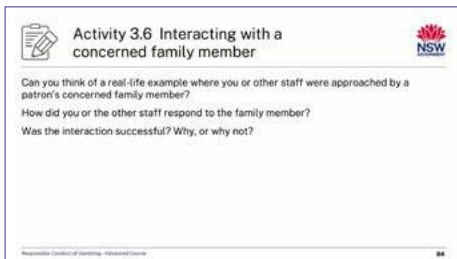 Activity 3.6 Interacting with a
concerned family member
NSW
GOVERNMENT
Can you think of a real-life example where you or other staff were approached by a
patron's concerned family member?
How did you or the other staff respond to the family member?
Was the interaction successful? Why, or why not?
Responsible Conduct of Gambling - Advanced Course
84